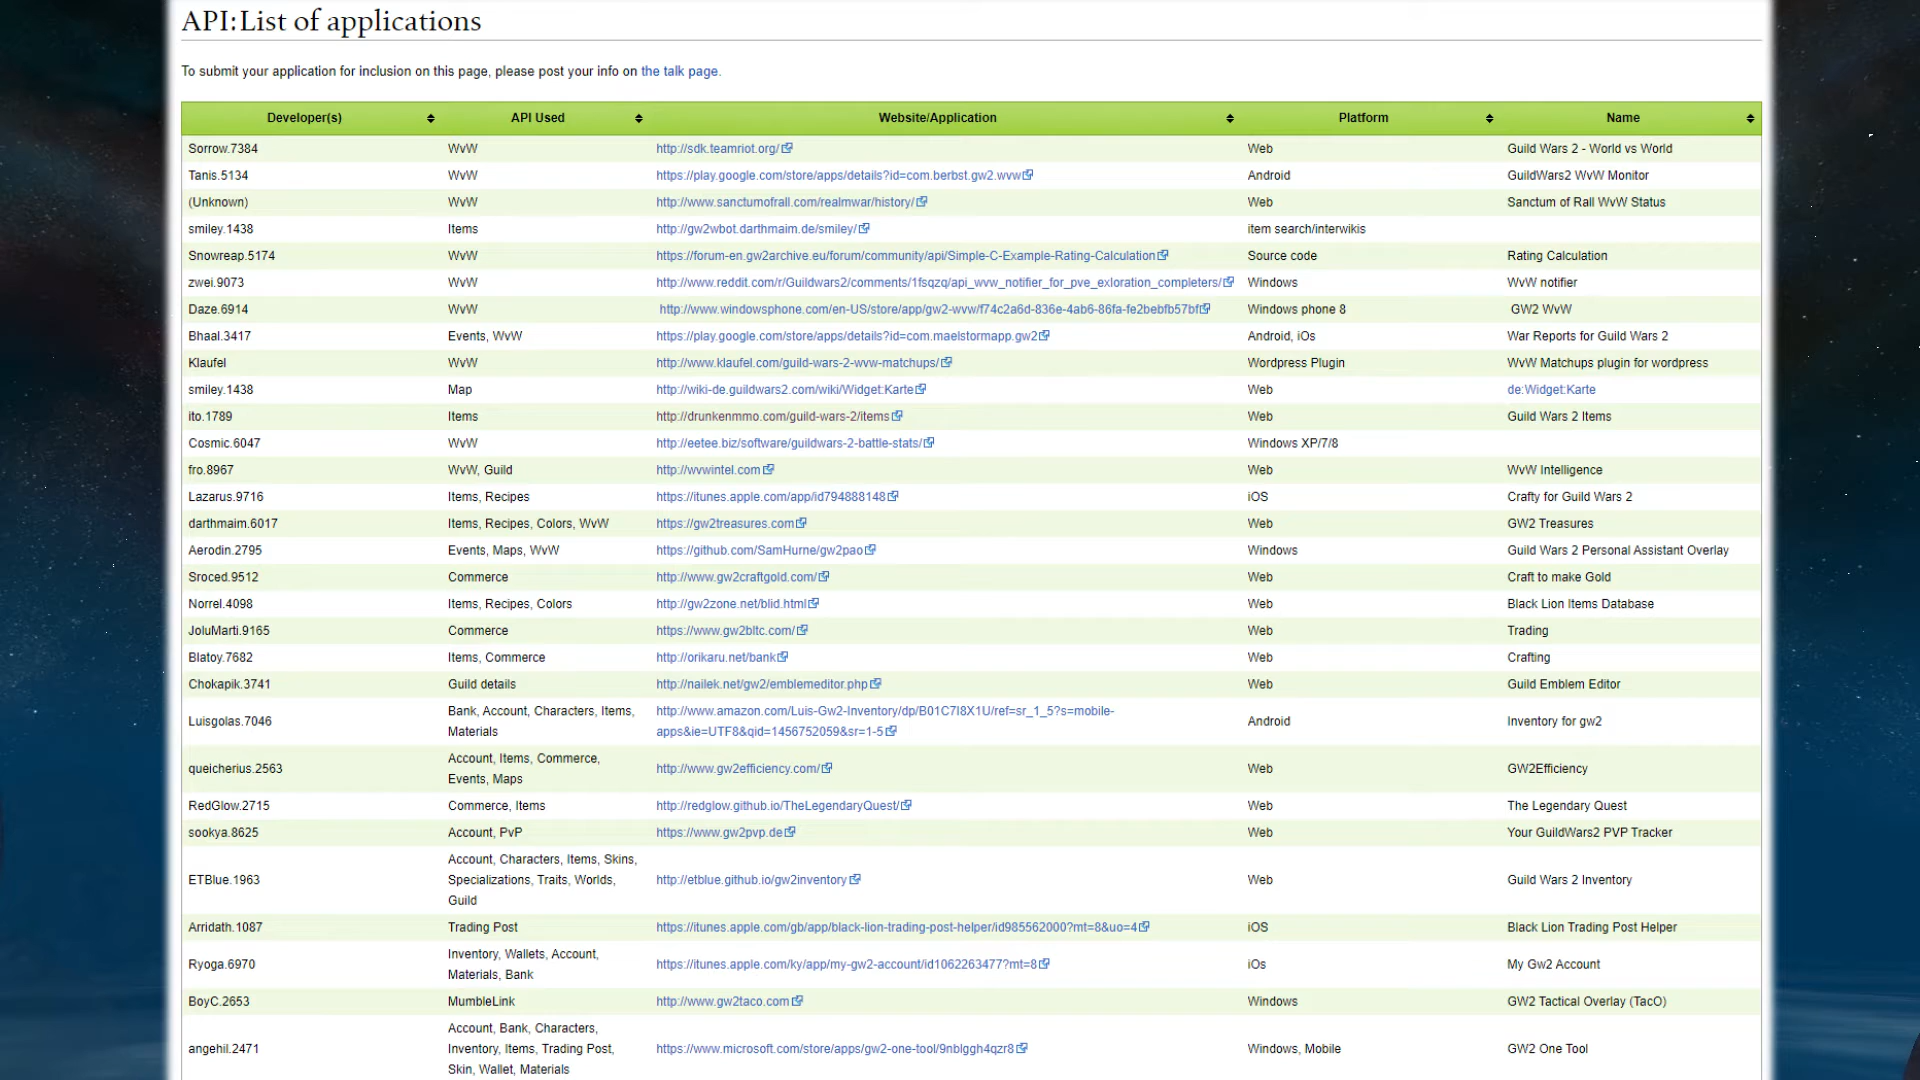 API:List of applications
To submit your application for inclusion on this page, please post your info on the talk page.
Developer(s) API Used Website/Application Platform Name
Sorrow.7384 WvW http://sdk.teamriot.org/ Web Guild Wars 2 - World vs World
Tanis.5134 WvW https://play.google.com/store/apps/details?id=com.berbst.gw2.wvw Android GuildWars2 WvW Monitor
(Unknown) WvW http://www.sanctumofrall.com/realmwar/history/ Web Sanctum of Rall WvW Status
smiley.1438 Items http://gw2wbot.darthmaim.de/smiley/ item search/interwikis
Snowreap.5174 WvW https://forum-en.gw2archive.eu/forum/community/api/Simple-C-Example-Rating-Calculation Source code Rating Calculation
zwei.9073 WvW http://www.reddit.com/r/Guildwars2/comments/1fsqzq/api_wvw_notifier_for_pve_exloration_completers/ Windows WvW notifier
Daze.6914 WvW http://www.windowsphone.com/en-US/store/app/gw2-wvw/f74c2a6d-836e-4ab6-86fa-fe2bebfb57bf Windows phone 8 GW2 WvW
Bhaal.3417 Events, WvW https://play.google.com/store/apps/details?id=com.maelstormapp.gw2 Android, iOs War Reports for Guild Wars 2
Klaufel WvW http://www.klaufel.com/guild-wars-2-wvw-matchups/ Wordpress Plugin WvW Matchups plugin for wordpress
smiley.1438 Map http://wiki-de.guildwars2.com/wiki/Widget:Karte Web de:Widget:Karte
ito.1789 Items http://drunkenmmo.com/guild-wars-2/items Web Guild Wars 2 Items
Cosmic.6047 WvW http://eetee.biz/software/guildwars-2-battle-stats/ Windows XP/7/8
fro.8967 WvW, Guild http://wvwintel.com Web WvW Intelligence
Lazarus.9716 Items, Recipes https://itunes.apple.com/app/id794888148 iOS Crafty for Guild Wars 2
darthmaim.6017 Items, Recipes, Colors, WvW https://gw2treasures.com Web GW2 Treasures
Aerodin.2795 Events, Maps, WvW https://github.com/SamHurne/gw2pao Windows Guild Wars 2 Personal Assistant Overlay
Sroced.9512 Commerce http://www.gw2craftgold.com/ Web Craft to make Gold
Norrel.4098 Items, Recipes, Colors http://gw2zone.net/blid.html Web Black Lion Items Database
JoluMarti.9165 Commerce https://www.gw2bltc.com/ Web Trading
Blatoy.7682 Items, Commerce http://orikaru.net/bank Web Crafting
Chokapik.3741 Guild details http://nailek.net/gw2/emblemeditor.php Web Guild Emblem Editor
Luisgolas.7046 Bank, Account, Characters, Items, http://www.amazon.com/Luis-Gw2-Inventory/dp/B01C7I8X1U/ref=sr_1_5?s=mobile- Android Inventory for gw2
Materials apps&ie=UTF8&qid=1456752059&sr=1-5
queicherius.2563 Account, Items, Commerce, http://www.gw2efficiency.com/ Web GW2Efficiency
Events, Maps
RedGlow.2715 Commerce, Items http://redglow.github.io/TheLegendaryQuest/ Web The Legendary Quest
sookya.8625 Account, PvP https://www.gw2pvp.de Web Your GuildWars2 PVP Tracker
Account, Characters, Items, Skins,
ETBlue.1963 Specializations, Traits, Worlds, http://etblue.github.io/gw2inventory Web Guild Wars 2 Inventory
Guild
Arridath.1087 Trading Post https://itunes.apple.com/gb/app/black-lion-trading-post-helper/id985562000?mt=8&uo=4 iOS Black Lion Trading Post Helper
Ryoga.6970 Inventory, Wallets, Account, https://itunes.apple.com/ky/app/my-gw2-account/id1062263477?mt=8 iOs My Gw2 Account
Materials, Bank
BoyC.2653 MumbleLink http://www.gw2taco.com Windows GW2 Tactical Overlay (TacO)
Account, Bank, Characters,
angehil.2471 Inventory, Items, Trading Post, https://www.microsoft.com/store/apps/gw2-one-tool/9nblggh4qzr8 Windows, Mobile GW2 One Tool
Skin, Wallet, Materials